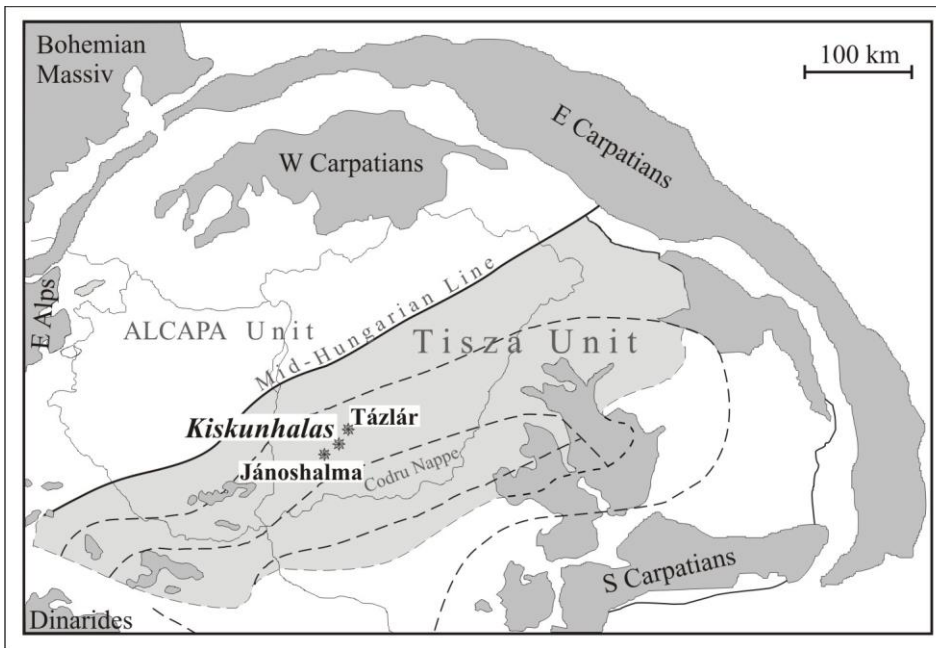 Bohemian
Massiv
100 km
E Carpatians
W Carpatians
E Alps
ALCAPA Unit
Mid-Hungarian Line
Tisza Unit
Kiskunhalas
Tázlár
Jánoshalma
Codru Nappe
S Carpatians
Dinarides